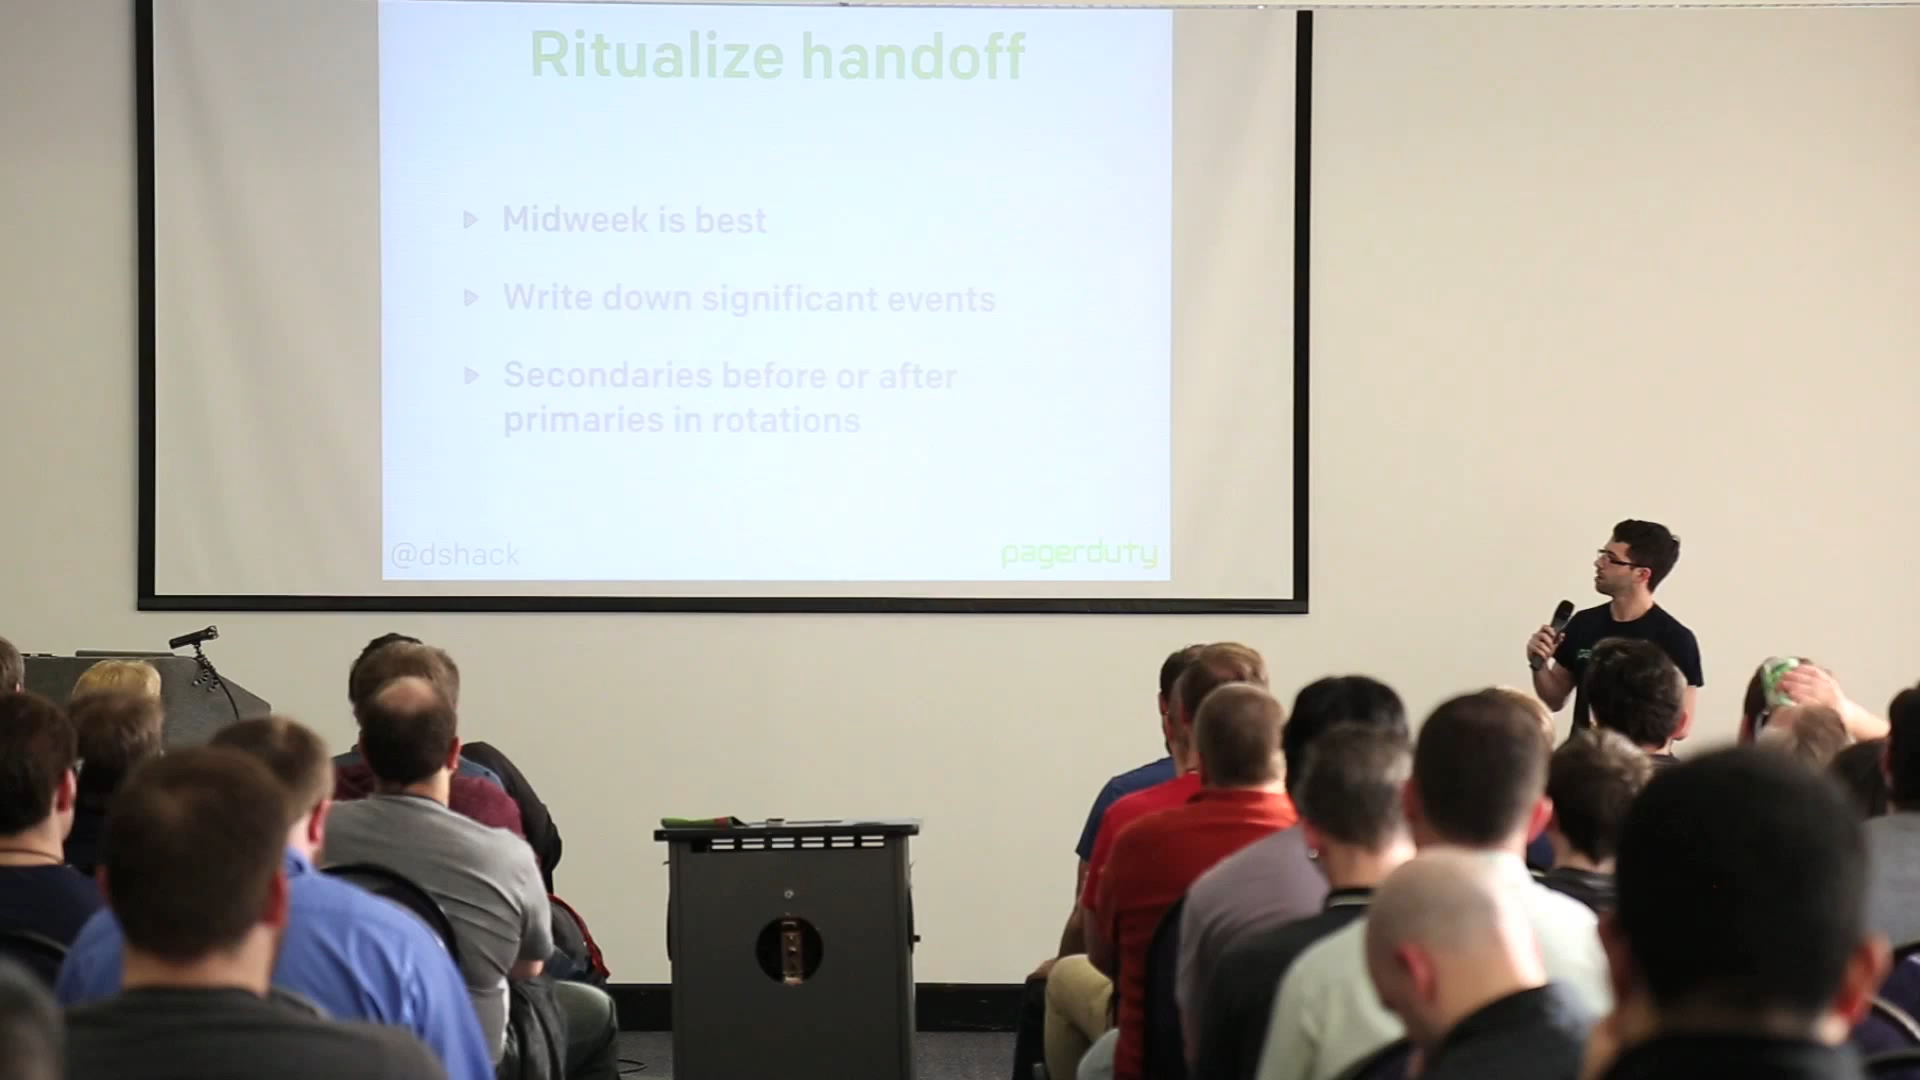 Ritualize handoff
Midweek is best
Write down significant events
Secondaries before or after
primaries in rotations
@dshack
pagerduty